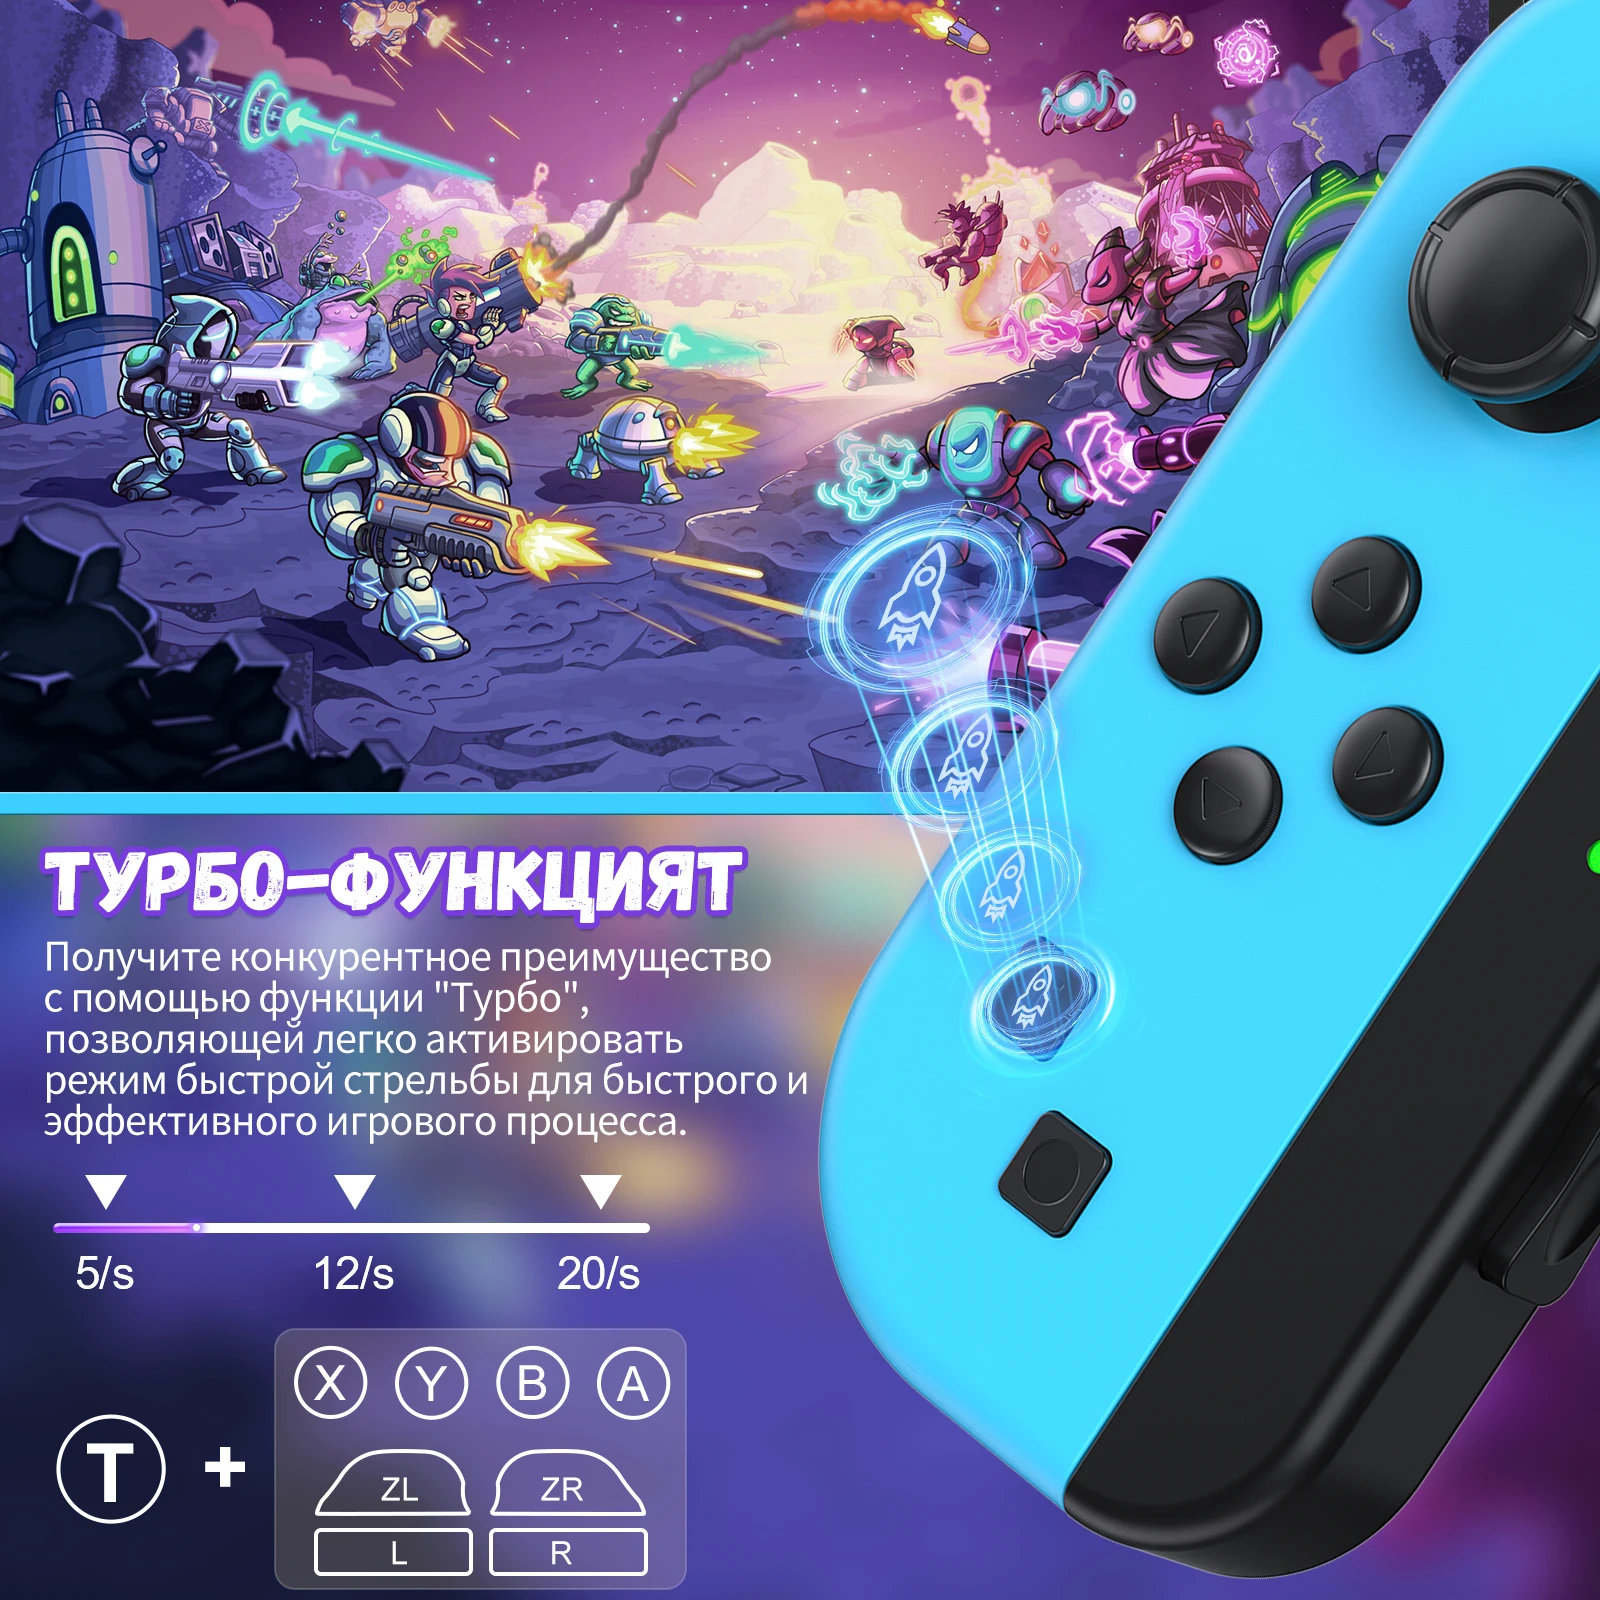 ТУРБО-ФУНКЦИЯТ
Получите конкурентное преимущество
с помощью функции "Турбо",
позволяющей легко активировать
режим быстрой стрельбы для быстрого и
эффективного игрового процесса.
5/s 12/s 20/s
X Y B A
T +
ZL ZR
L R